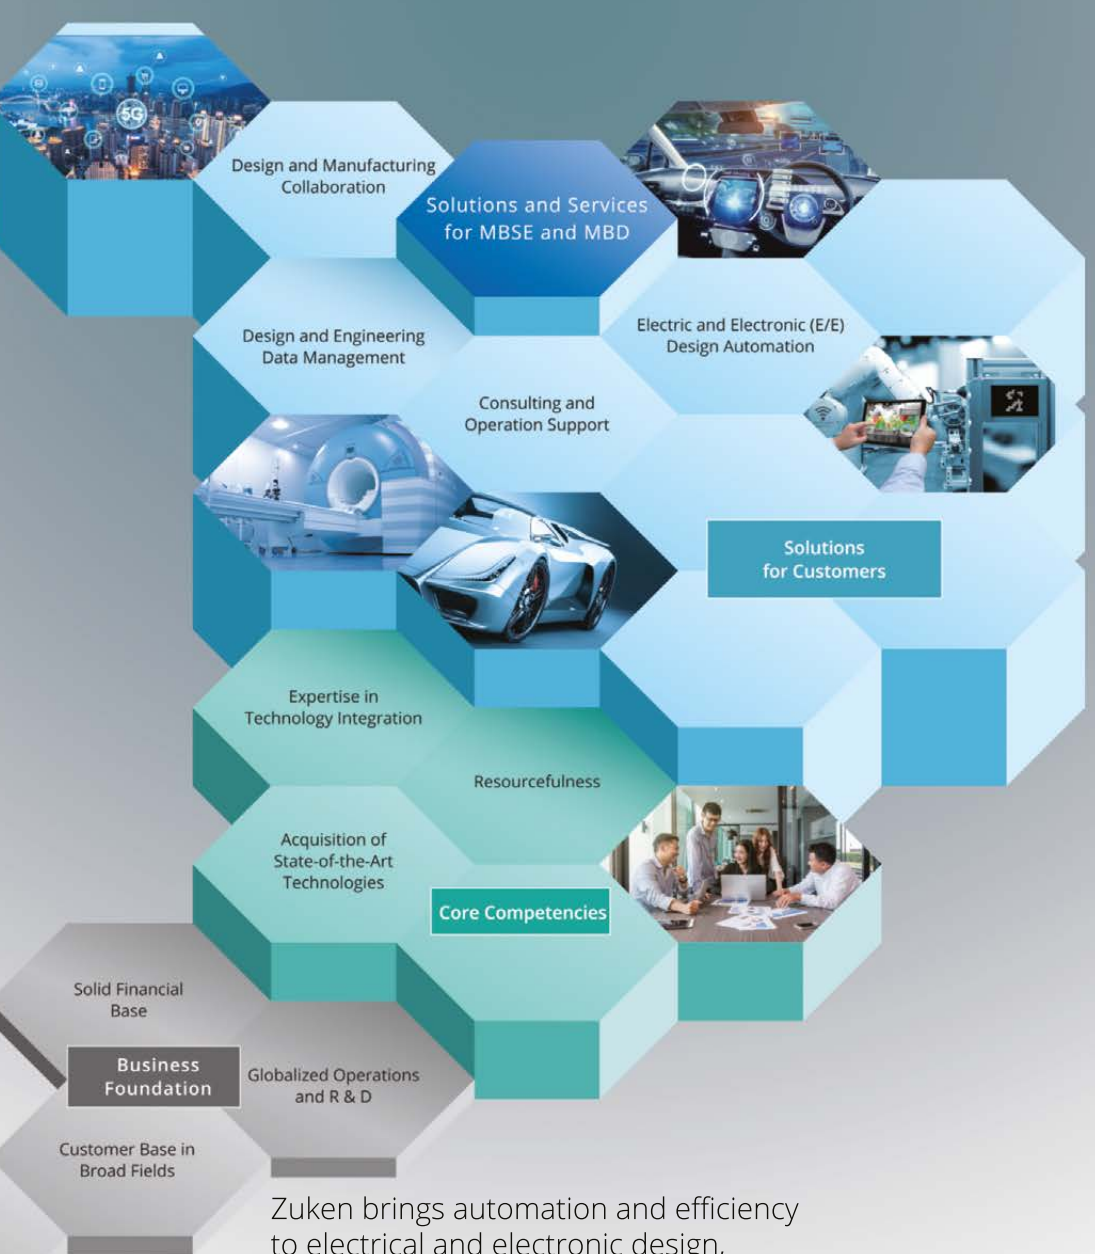 5G
Design and Manufacturing
Collaboration
Solutions and Services
for MBSE and MBD
Design and Engineering
Data Management
Electric and Electronic (E/E)
Design Automation
Consulting and
Operation Support
Solutions
for Customers
Expertise in
Technology Integration
Resourcefulness
Acquisition of
State-of-the-Art
Technologies
Core Competencies
Solid Financial
Base
Business
Foundation
Globalized Operations
and R & D
Customer Base in
Broad Fields
Zuken brings automation and efficiency
to electrical and electronic design,